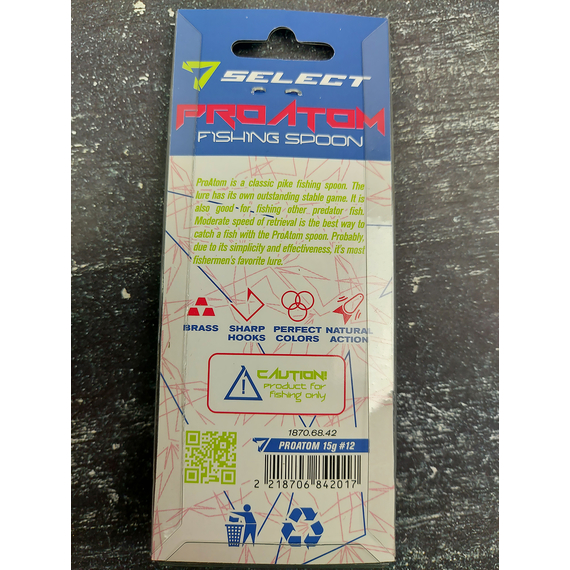 SELECT
PROATOM
FISHING SPOON
ProAtom is a classic pike fishing spoon. The
lure has its own outstanding stable game. It is
also good for fishing other predator fish.
Moderate speed of retrieval is the best way to
catch a fish with the ProAtom spoon. Probably,
due to its simplicity and effectiveness, it's most
fishermen's favorite lure.
BRASS
SHARP
HOOKS
PERFECT
COLORS
NATURAL
ACTION
CAUTION!
Product for
fishing only
1870.68.42
PROATOM 15g #12
2 218706 842017